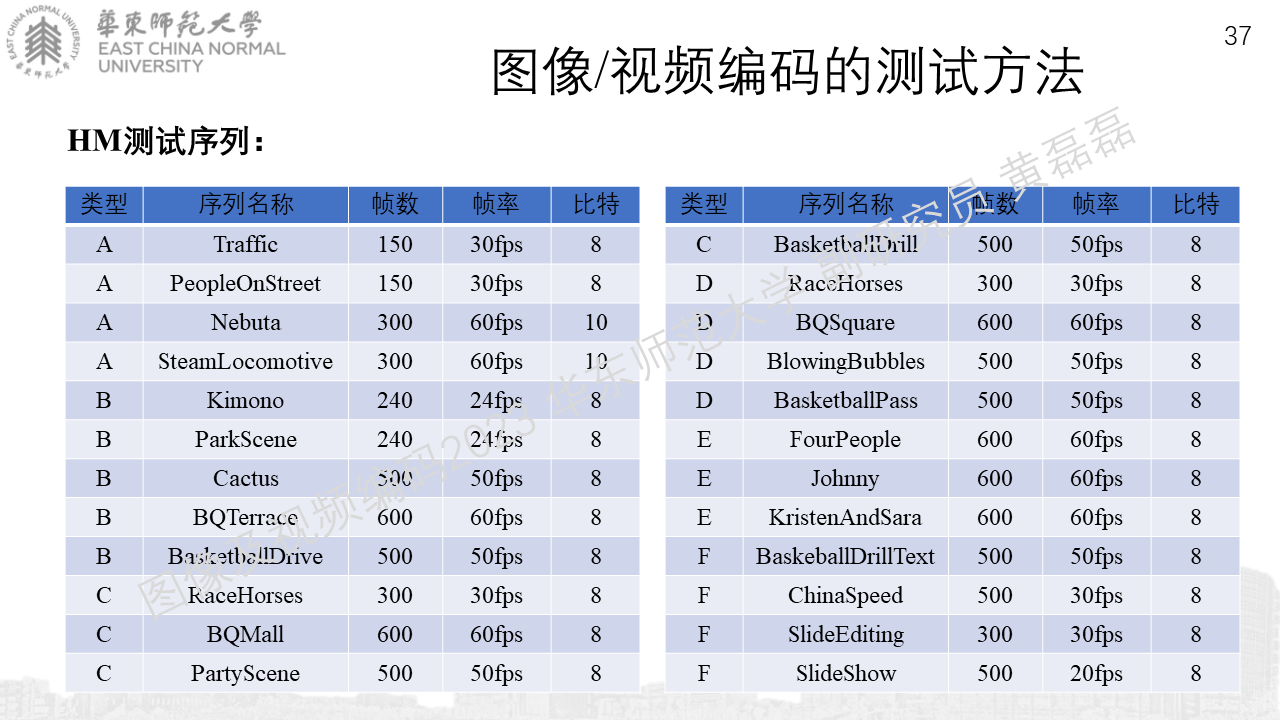 華東師範大學
EAST CHINA NORMAL
UNIVERSITY
37
图像/视频编码的测试方法
HM测试序列：
类型 序列名称 帧数 帧率 比特
A Traffic 150 30fps 8
A PeopleOnStreet 150 30fps 8
A Nebuta 300 60fps 10
A SteamLocomotive 300 60fps 10
B Kimono 240 24fps 8
B ParkScene 240 24fps 8
B Cactus 500 50fps 8
B BQTerrace 600 60fps 8
B BasketballDrive 500 50fps 8
C RaceHorses 300 30fps 8
C BQMall 600 60fps 8
C PartyScene 500 50fps 8
类型 序列名称 帧数 帧率 比特
C BasketballDrill 500 50fps 8
D RaceHorses 300 30fps 8
D BQSquare 600 60fps 8
D BlowingBubbles 500 50fps 8
D BasketballPass 500 50fps 8
E FourPeople 600 60fps 8
E Johnny 600 60fps 8
E KristenAndSara 600 60fps 8
F BaskeballDrillText 500 50fps 8
F ChinaSpeed 500 30fps 8
F SlideEditing 300 30fps 8
F SlideShow 500 20fps 8
图像及视频编码2023 华东师范大学 副研究员 黄磊磊